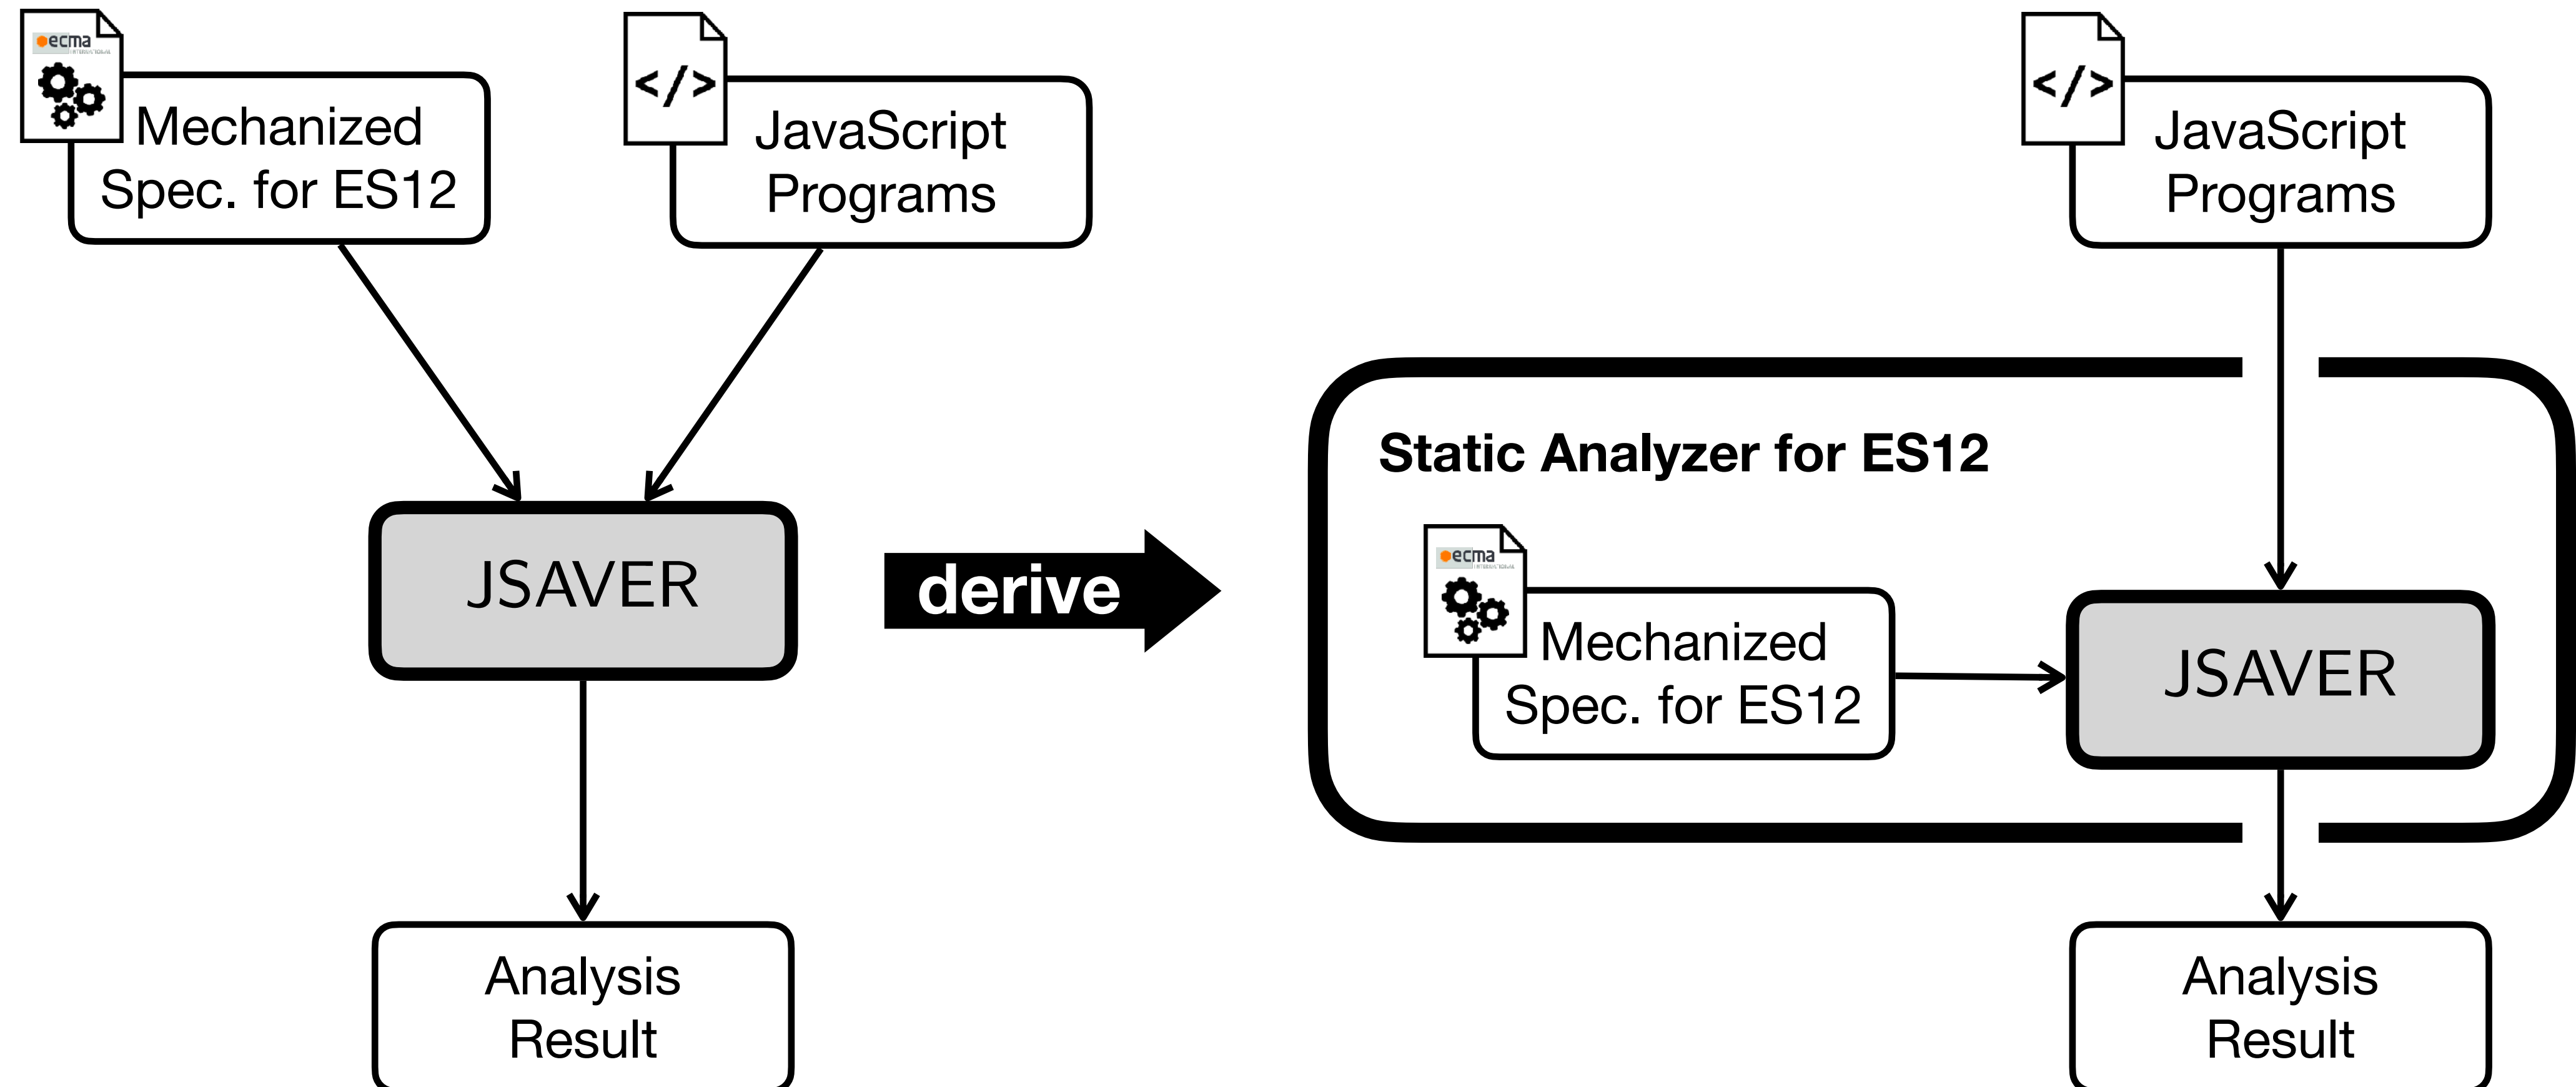 ecma
Mechanized
Spec. for ES12
</>
JavaScript
Programs
JSAVER
Analysis
Result
derive
</>
JavaScript
Programs
Static Analyzer for ES12
ecma
Mechanized
Spec. for ES12
JSAVER
Analysis
Result